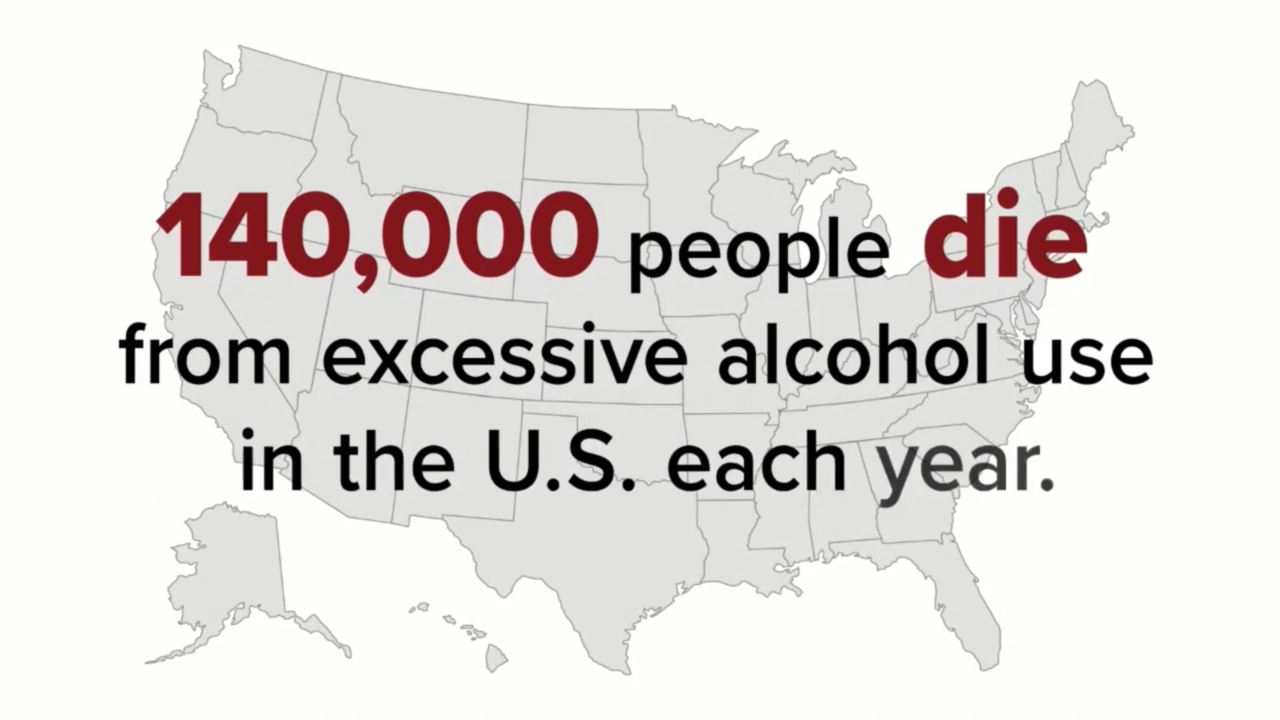 140,000 people die
from excessive alcohol use
in the U.S. each year.